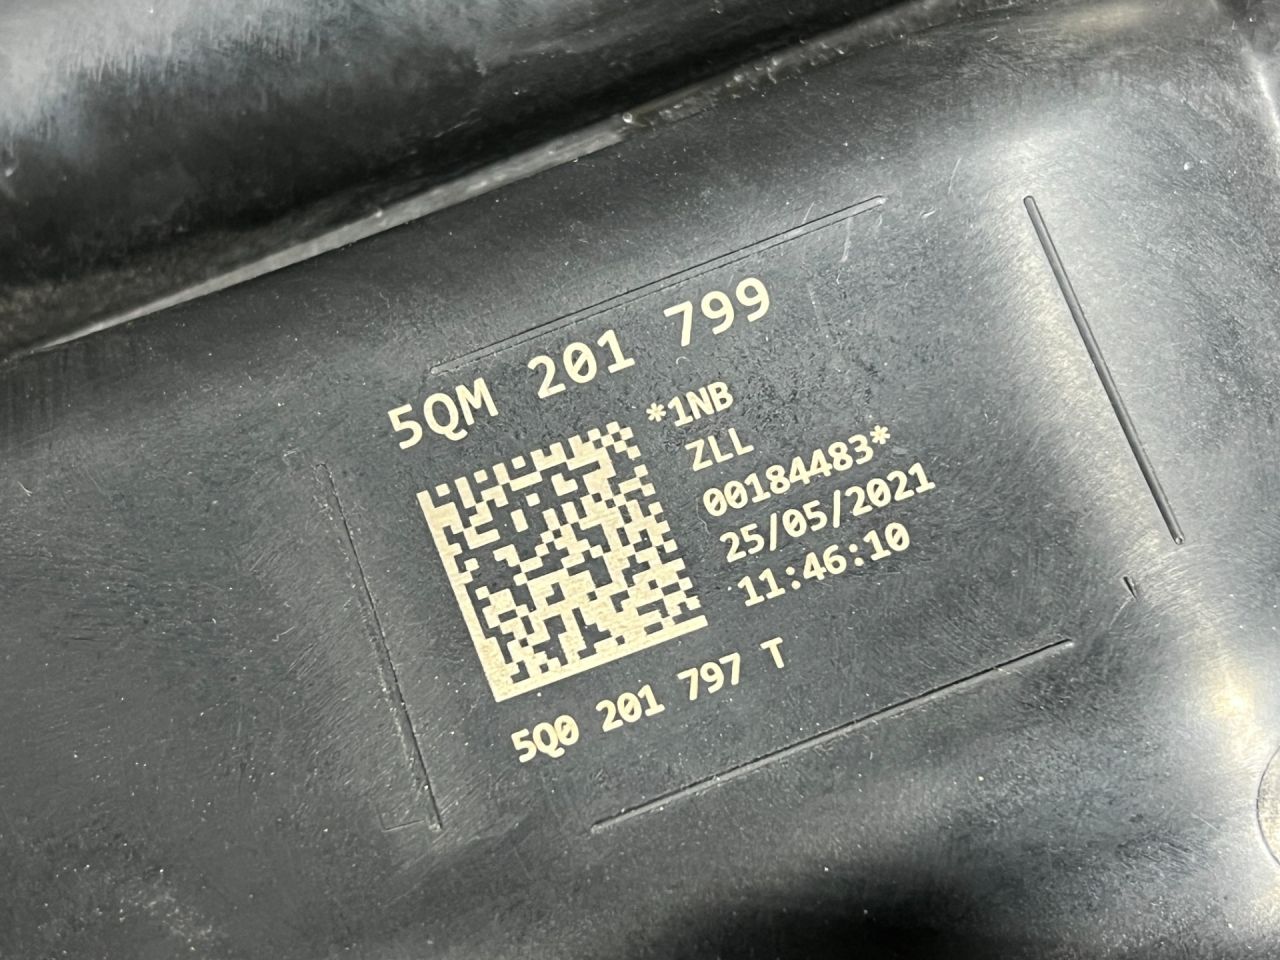 5QM 201 799
*1NB
ZLL
00184483*
25/05/2021
11:46:10
5Q0 201 797 T